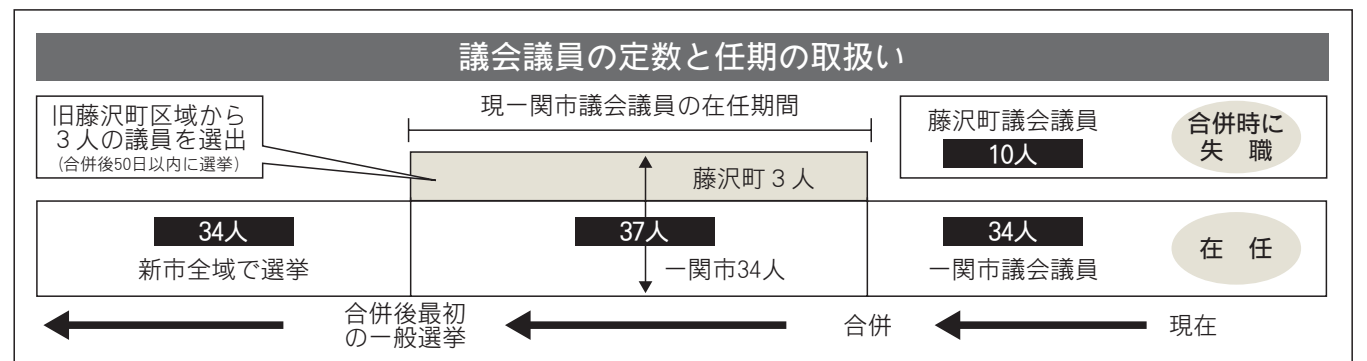 議会議員の定数と任期の取扱い
旧藤沢町区域から
３人の議員を選出
(合併後50日以内に選挙)
現一関市議会議員の在任期間
藤沢町議会議員
10人
合併時に
失　職
藤沢町３人
34人
新市全域で選挙
37人
一関市34人
34人
一関市議会議員
在　任
合併後最初
の一般選挙
合併
現在